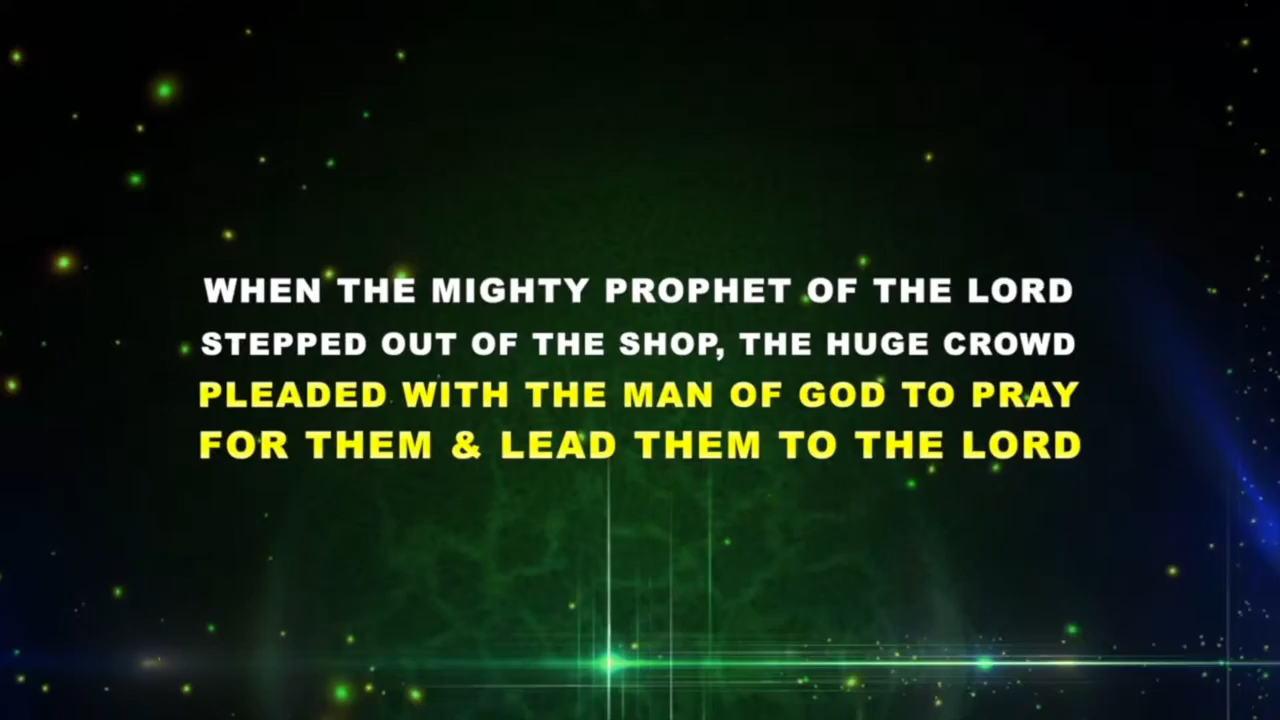 WHEN THE MIGHTY PROPHET OF THE LORD
STEPPED OUT OF THE SHOP, THE HUGE CROWD
PLEADED WITH THE MAN OF GOD TO PRAY
FOR THEM & LEAD THEM TO THE LORD